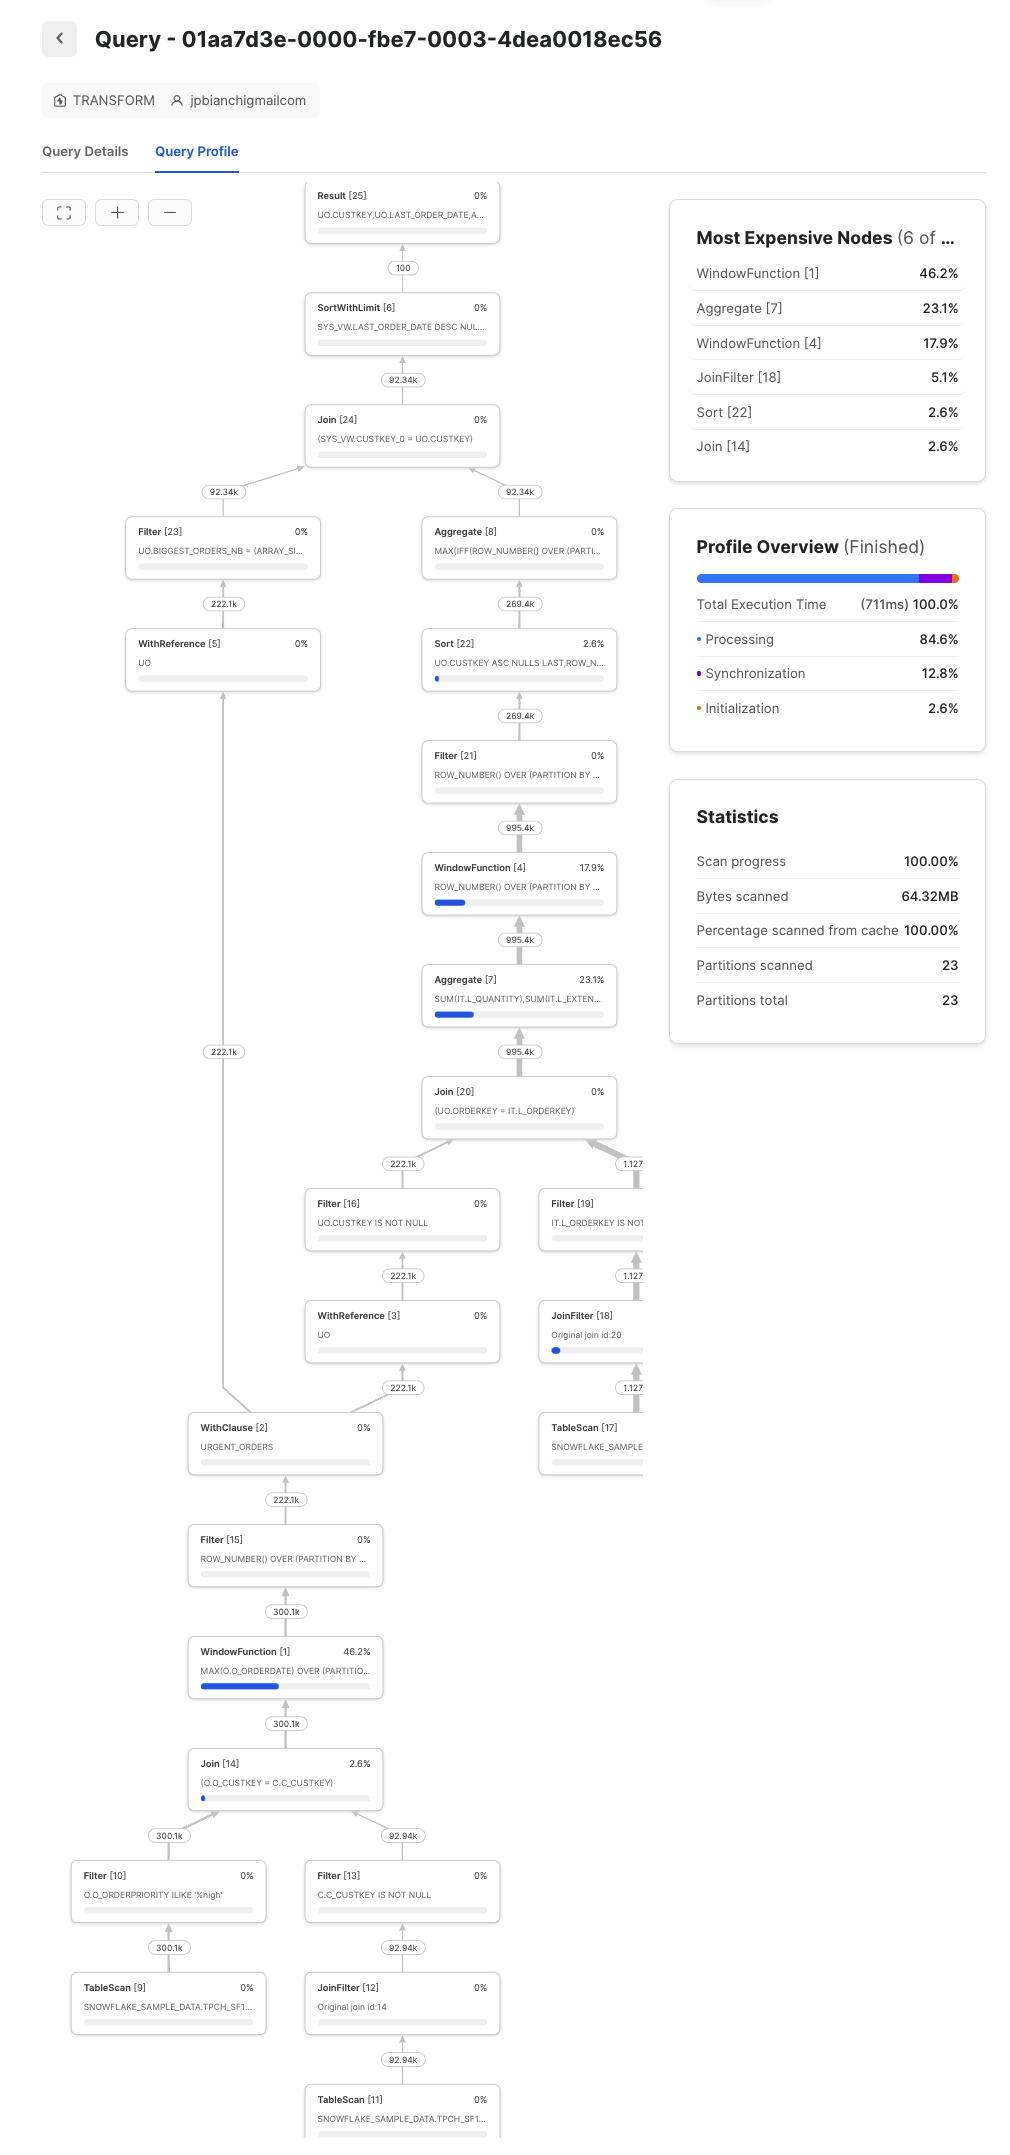 Query - 01aa7d3e-0000-fbe7-0003-4dea0018ec56
TRANSFORM jpbianchigmailcom
Query Details Query Profile
Result [25] 0%
UO.CUSTKEY,UO.LAST_ORDER_DATE,A...
100
SortWithLimit [6] 0%
SYS_VW.LAST_ORDER_DATE DESC NUL...
92.34k
Join [24] 0%
(SYS_VW.CUSTKEY_0 = UO.CUSTKEY)
92.34k 92.34k
Filter [23] 0%
UO.BIGGEST_ORDERS_NB = (ARRAY_SI...
Aggregate [8] 0%
MAX(IFF(ROW_NUMBER() OVER (PARTI...
222.1k 269.4k
WithReference [5] 0%
UO
Sort [22] 2.6%
UO.CUSTKEY ASC NULLS LAST,ROW_N...
269.4k
Filter [21] 0%
ROW_NUMBER() OVER (PARTITION BY ...
995.4k
WindowFunction [4] 17.9%
ROW_NUMBER() OVER (PARTITION BY ...
995.4k
Aggregate [7] 23.1%
SUM(IT.L_QUANTITY),SUM(IT.L_EXTEN...
222.1k 995.4k
Join [20] 0%
(UO.ORDERKEY = IT.L_ORDERKEY)
222.1k 1.127
Filter [16] 0%
UO.CUSTKEY IS NOT NULL
Filter [19]
IT.L_ORDERKEY IS NOT
222.1k 1.127
WithReference [3] 0%
UO
JoinFilter [18]
Original join id:20
222.1k 1.127
WithClause [2] 0%
URGENT_ORDERS
TableScan [17]
SNOWFLAKE_SAMPLE
222.1k
Filter [15] 0%
ROW_NUMBER() OVER (PARTITION BY ...
300.1k
WindowFunction [1] 46.2%
MAX(O.O_ORDERDATE) OVER (PARTITIO...
300.1k
Join [14] 2.6%
(O.O_CUSTKEY = C.C_CUSTKEY)
300.1k 92.94k
Filter [10] 0%
O.O_ORDERPRIORITY ILIKE '%high'
Filter [13] 0%
C.C_CUSTKEY IS NOT NULL
300.1k 92.94k
TableScan [9] 0%
SNOWFLAKE_SAMPLE_DATA.TPCH_SF1...
JoinFilter [12] 0%
Original join id:14
92.94k
TableScan [11] 0%
SNOWFLAKE_SAMPLE_DATA.TPCH_SF1...
Most Expensive Nodes (6 of ...
WindowFunction [1] 46.2%
Aggregate [7] 23.1%
WindowFunction [4] 17.9%
JoinFilter [18] 5.1%
Sort [22] 2.6%
Join [14] 2.6%
Profile Overview (Finished)
Total Execution Time (711ms) 100.0%
Processing 84.6%
Synchronization 12.8%
Initialization 2.6%
Statistics
Scan progress 100.00%
Bytes scanned 64.32MB
Percentage scanned from cache 100.00%
Partitions scanned 23
Partitions total 23